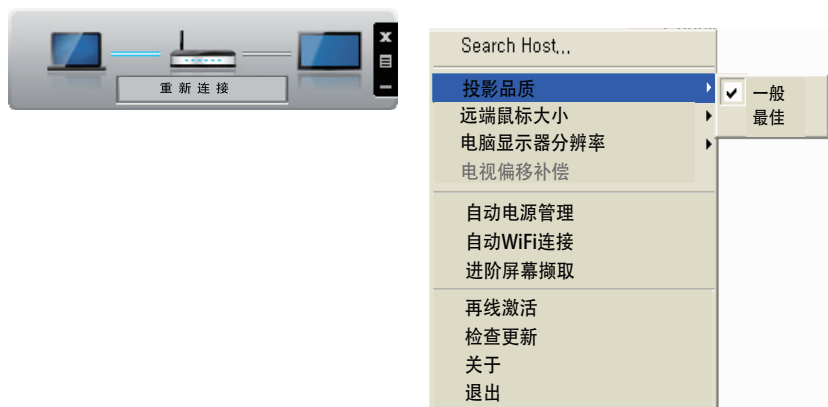 重新连接
Search Host...
投影品质
一般
最佳
远端鼠标大小
电脑显示器分辨率
电视偏移补偿
自动电源管理
自动WiFi连接
进阶屏幕撷取
再线激活
检查更新
关于
退出